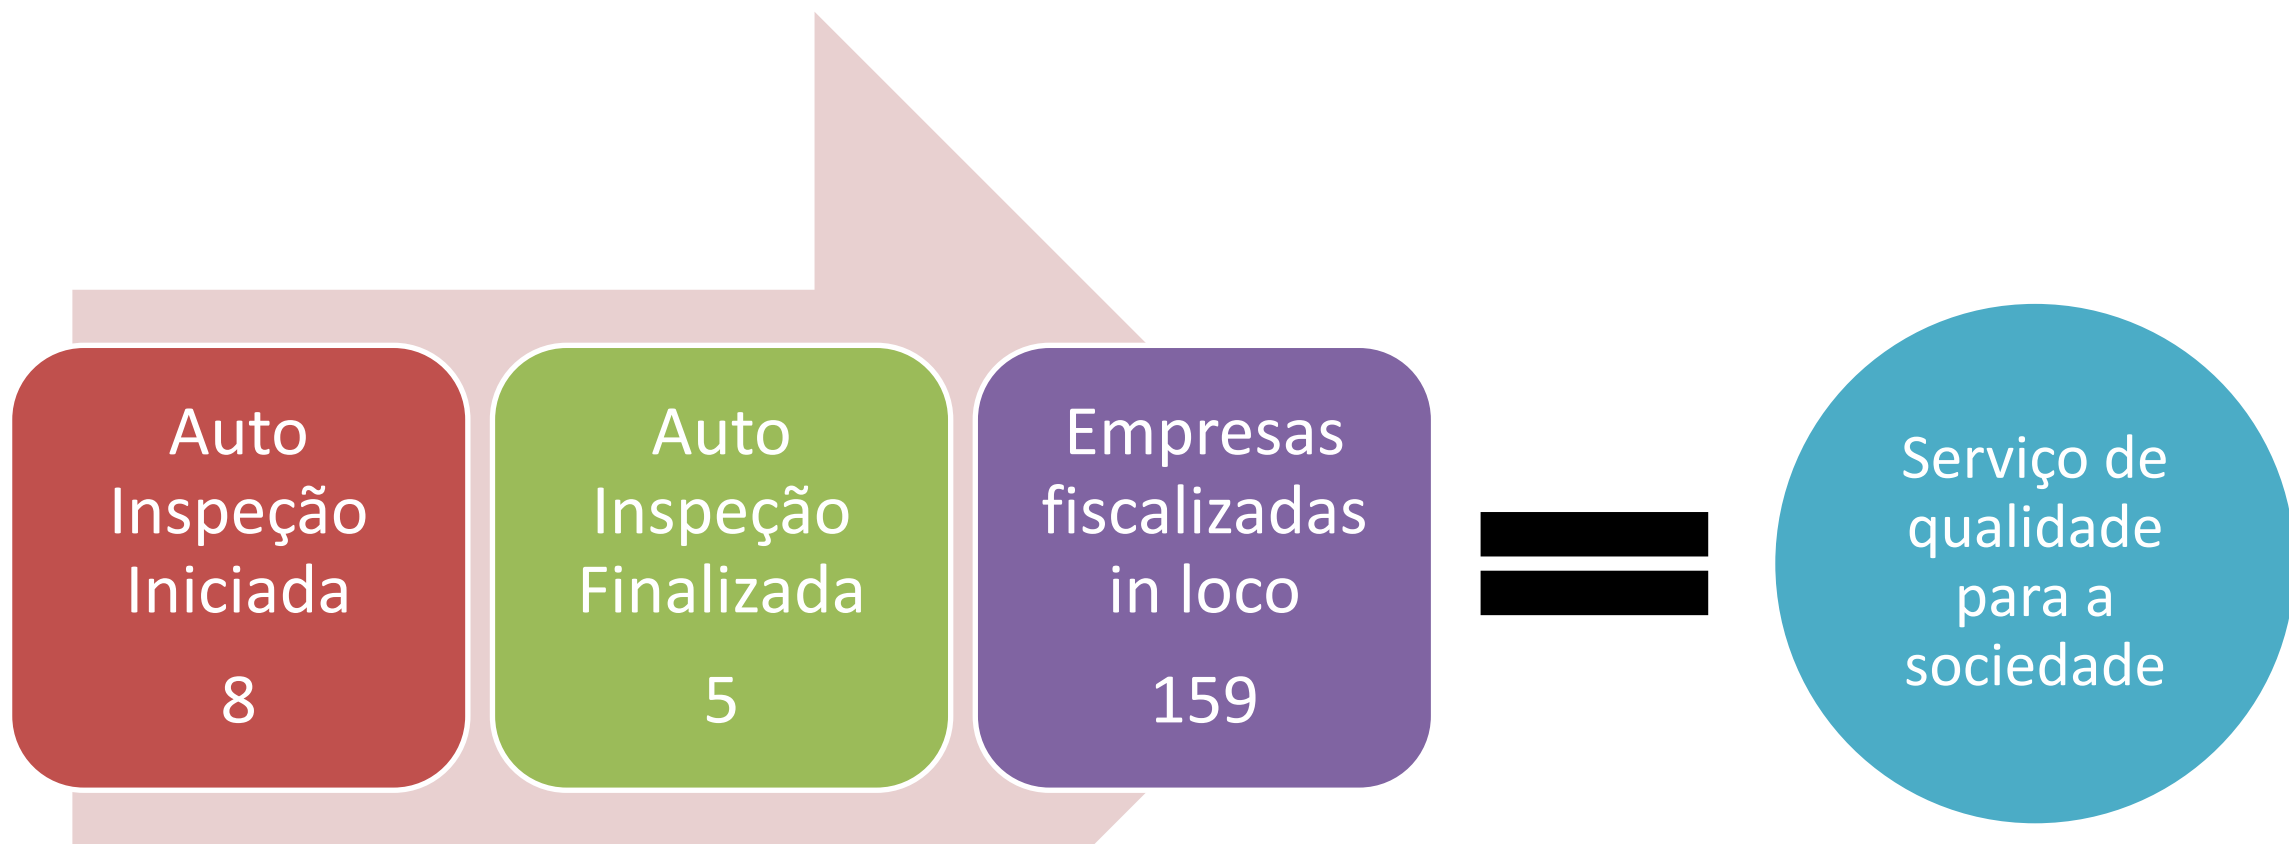 Auto
Inspeção
Iniciada
8
Auto
Inspeção
Finalizada
5
Empresas
fiscalizadas
in loco
159
Serviço de
qualidade
para a
sociedade